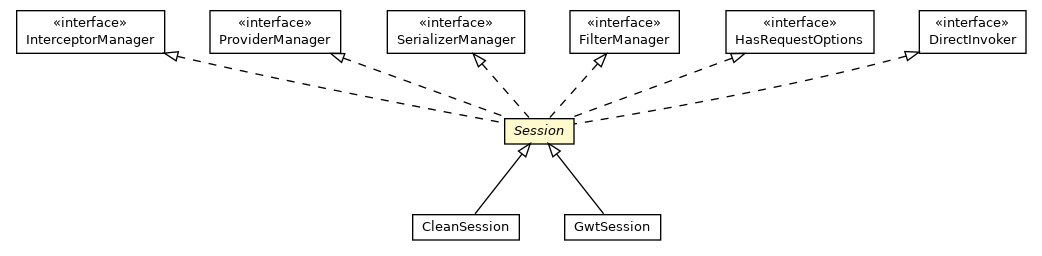 «interface»
InterceptorManager
«interface»
ProviderManager
«interface»
SerializerManager
«interface»
FilterManager
«interface»
HasRequestOptions
«interface»
DirectInvoker
Session
CleanSession
GwtSession